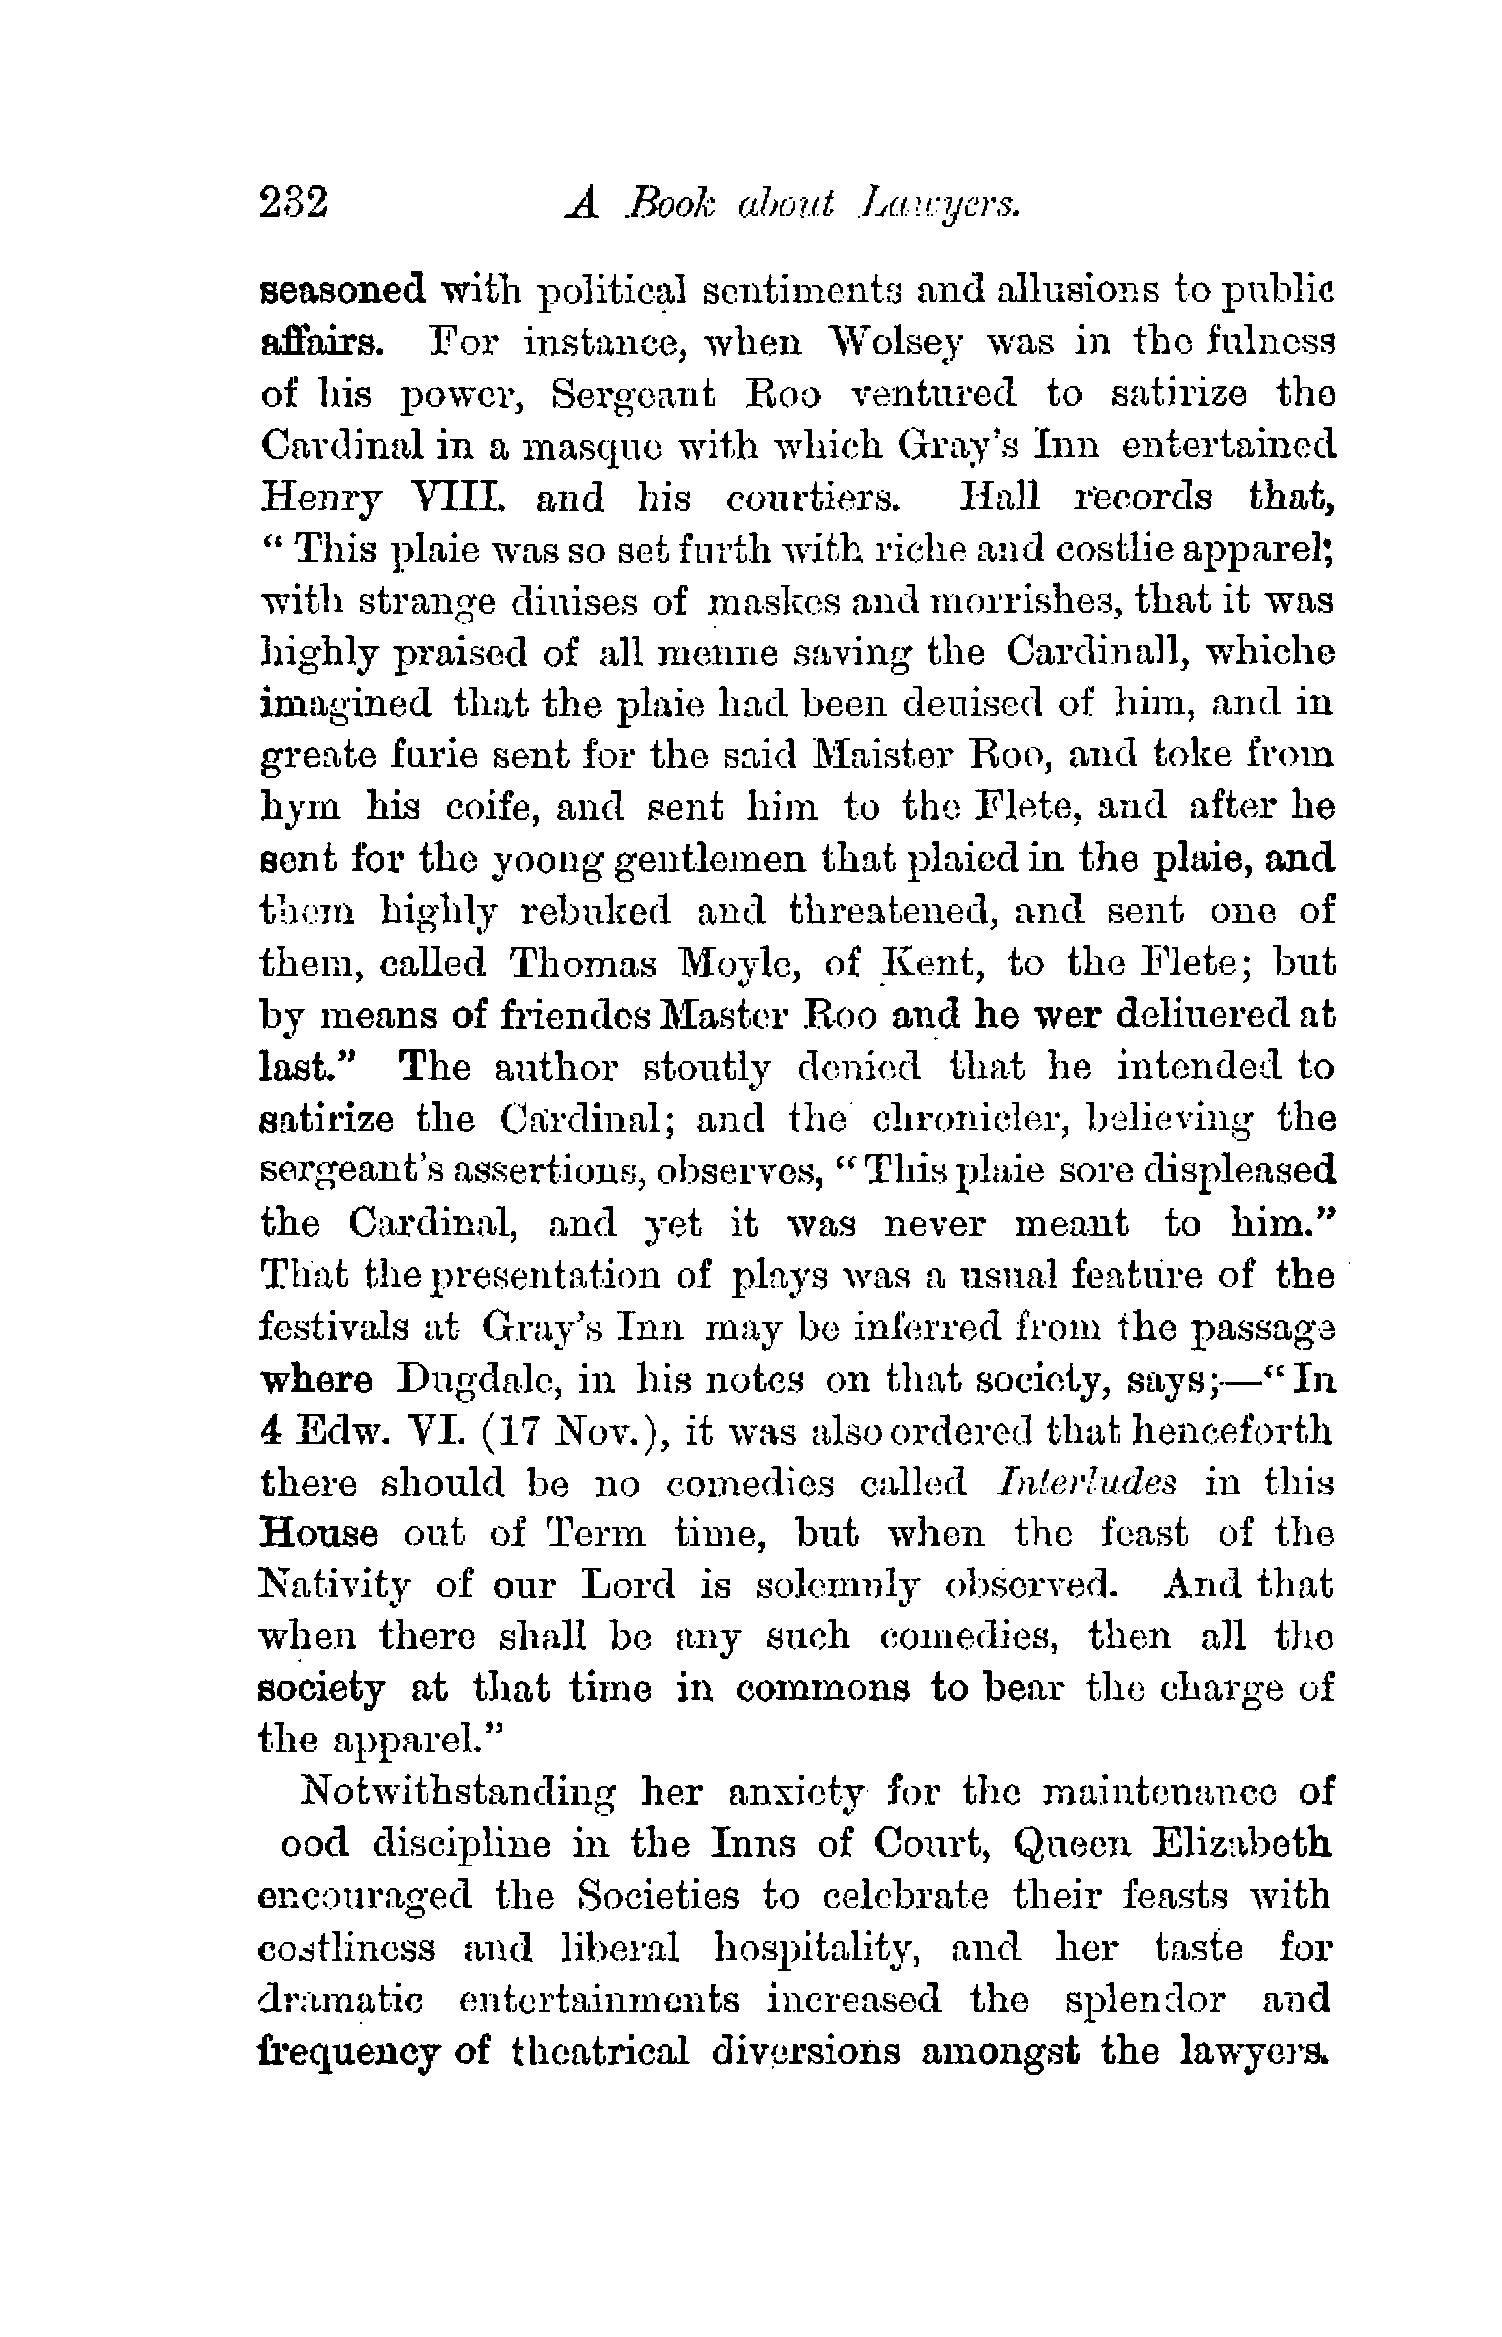 232 A Book about Lawyers.
seasoned with political sentiments and allusions to public
affairs. For instance, when Wolsey was in the fulness
of his power, Sergeant Roo ventured to satirize the
Cardinal in a masque with which Gray's Inn entertained
Henry VIII. and his courtiers. Hall records that,
" This plaie was so set furth with riche and costlie apparel;
with strange diuises of maskes and morrishes, that it was
highly praised of all menne saving the Cardinall, whiche
imagined that the plaie had been deuised of him, and in
greate furie sent for the said Maister Roo, and toke from
hym his coife, and sent him to the Flete, and after he
sent for the yoong gentlemen that plaied in the plaie, and
them highly rebuked and threatened, and sent one of
them, called Thomas Moyle, of Kent, to the Flete; but
by means of friendes Master Roo and he wer deliuered at
last." The author stoutly denied that he intended to
satirize the Cardinal; and the chronicler, believing the
sergeant's assertions, observes, "This plaie sore displeased
the Cardinal, and yet it was never meant to him."
That the presentation of plays was a usual feature of the
festivals at Gray's Inn may be inferred from the passage
where Dugdale, in his notes on that society, says;—"In
4 Edw. VI. (17 Nov.), it was also ordered that henceforth
there should be no comedies called Interludes in this
House out of Term time, but when the feast of the
Nativity of our Lord is solemnly observed. And that
when there shall be any such comedies, then all the
society at that time in commons to bear the charge of
the apparel."
Notwithstanding her anxiety for the maintenance of
ood discipline in the Inns of Court, Queen Elizabeth
encouraged the Societies to celebrate their feasts with
costliness and liberal hospitality, and her taste for
dramatic entertainments increased the splendor and
frequency of theatrical diversions amongst the lawyers.